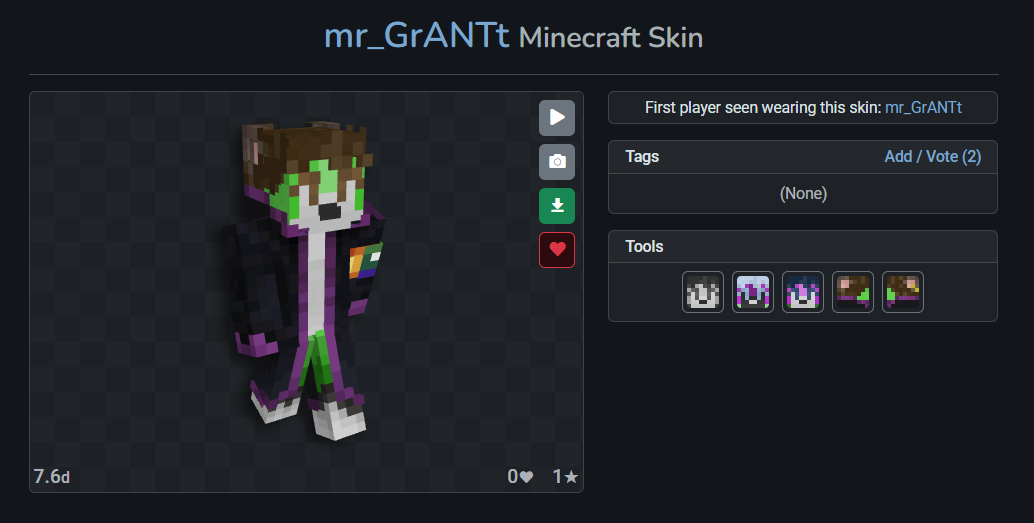 mr_GrANTt Minecraft Skin
First player seen wearing this skin: mr_GrANTt
Tags
Add / Vote (2)
(None)
Tools
7.6d
0♥ 1★